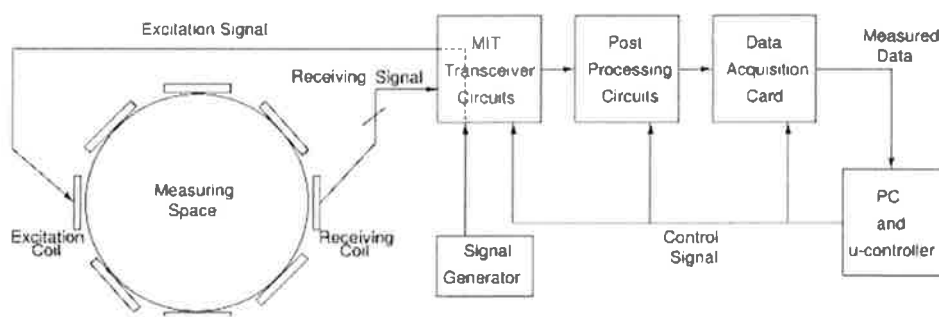 Excitation Signal
Receiving Signal
MIT
Transceiver
Circuits
Post
Processing
Circuits
Data
Acquisition
Card
Measured
Data
Measuring
Space
Excitation
Coil
Receiving
Coil
Signal
Generator
Control
Signal
PC
and
u-controller